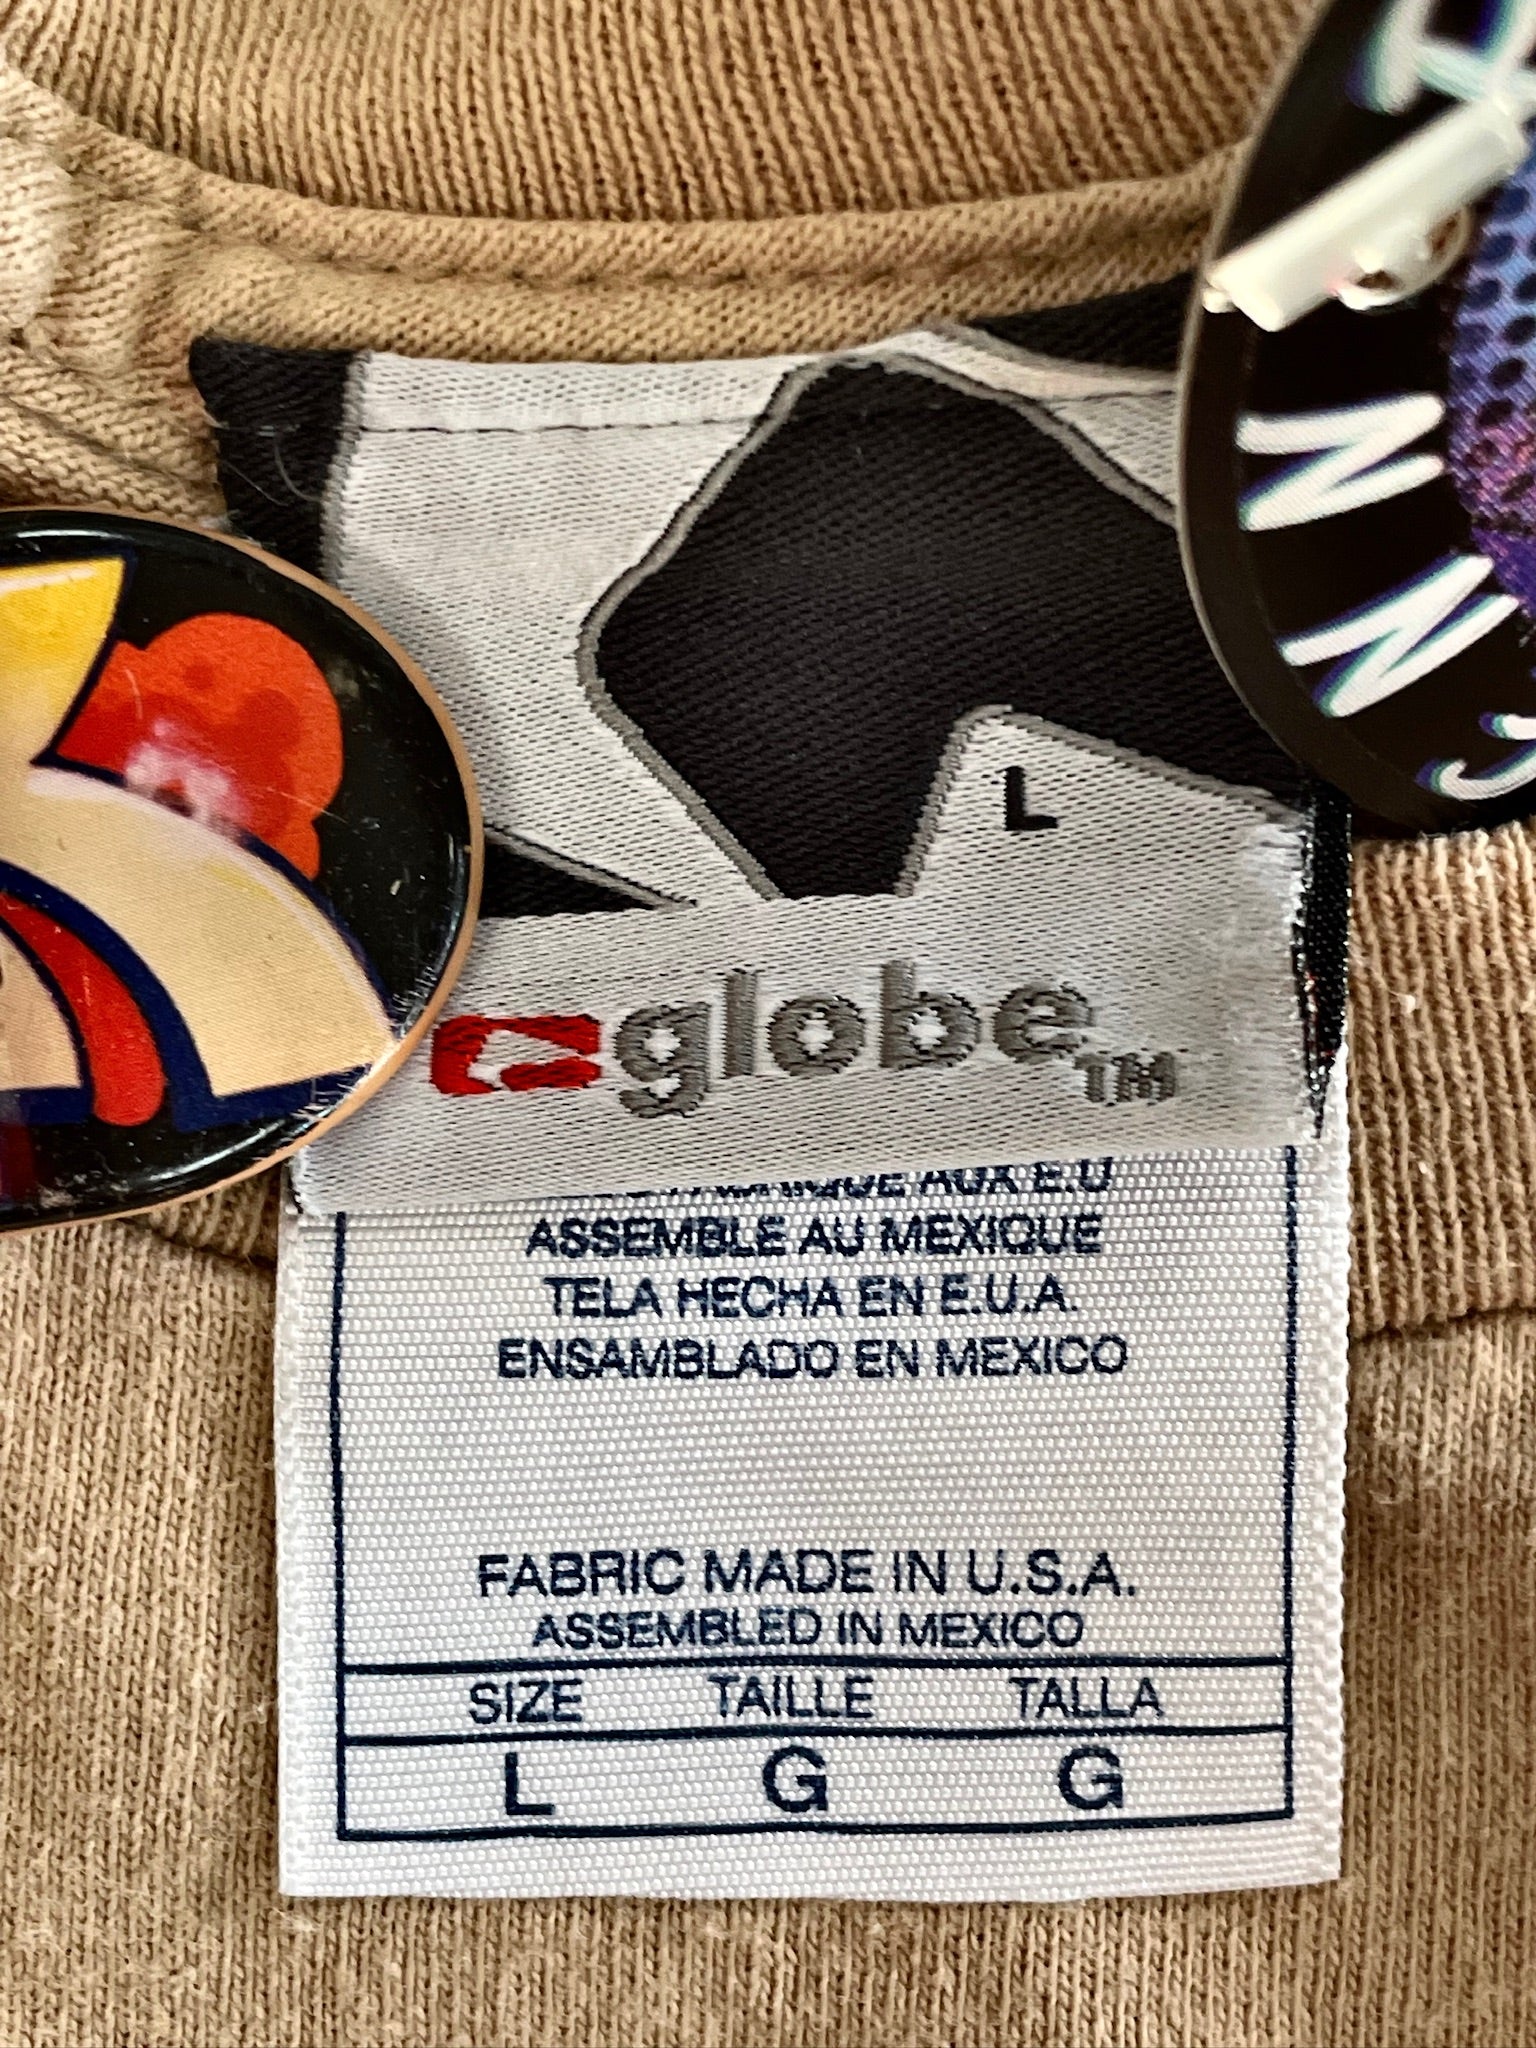 L
globe TM
AUX E.U
ASSEMBLE AU MEXIQUE
TELA HECHA EN E.U.A.
ENSAMBLADO EN MEXICO
FABRIC MADE IN U.S.A.
ASSEMBLED IN MEXICO
SIZE TAILLE TALLA
L G G